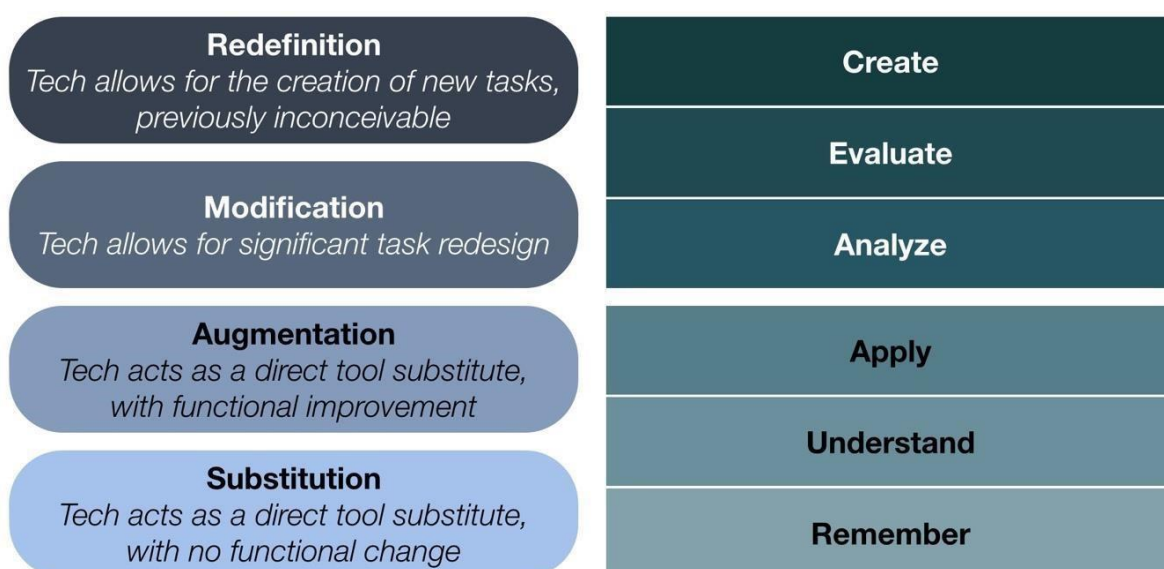 Redefinition
Tech allows for the creation of new tasks,
previously inconceivable
Modification
Tech allows for significant task redesign
Augmentation
Tech acts as a direct tool substitute,
with functional improvement
Substitution
Tech acts as a direct tool substitute,
with no functional change
Create
Evaluate
Analyze
Apply
Understand
Remember